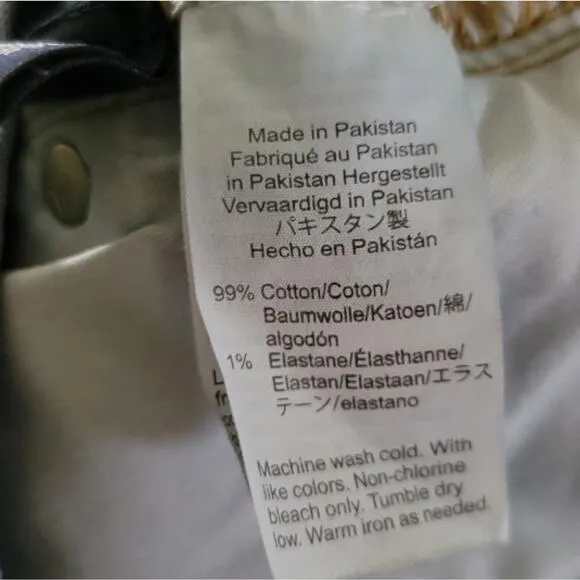 Made in Pakistan
Fabriqué au Pakistan
in Pakistan Hergestellt
Vervaardigd in Pakistan
パキスタン製
Hecho en Pakistán
99% Cotton/Coton/
Baumwolle/Katoen/綿/
algodón
1% Elastane/Élasthanne/
Elastan/Elastaan/エラス
テーン/elastano
Machine wash cold. With
like colors. Non-chlorine
bleach only. Tumble dry
low. Warm iron as needed.